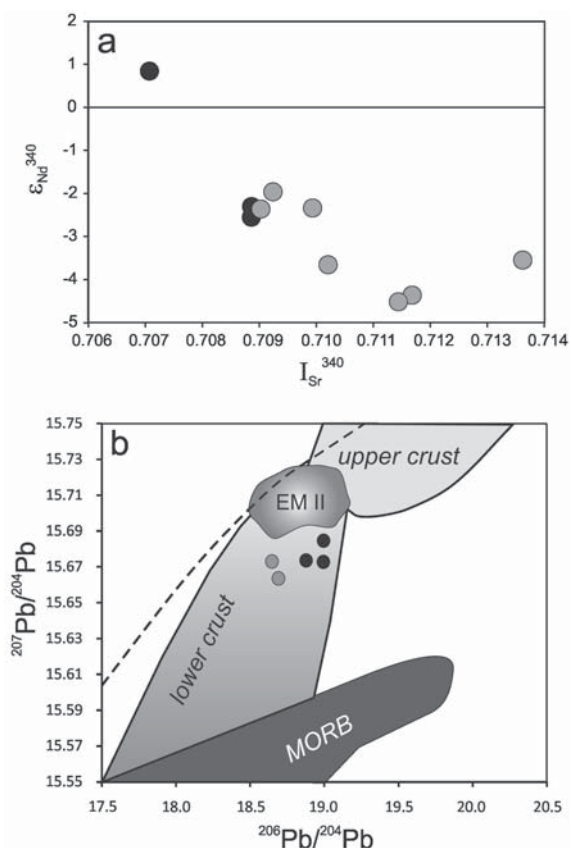 a
2
1
0
-1
-2
-3
-4
-5
εNd³⁴⁰
0.706 0.707 0.708 0.709 0.710 0.711 0.712 0.713 0.714
ISr³⁴⁰
b
15.75
15.73
15.71
15.69
15.67
15.65
15.63
15.61
15.59
15.57
15.55
²⁰⁷Pb/²⁰⁴Pb
upper crust
EM II
lower crust
MORB
17.5 18.0 18.5 19.0 19.5 20.0 20.5
²⁰⁶Pb/²⁰⁴Pb